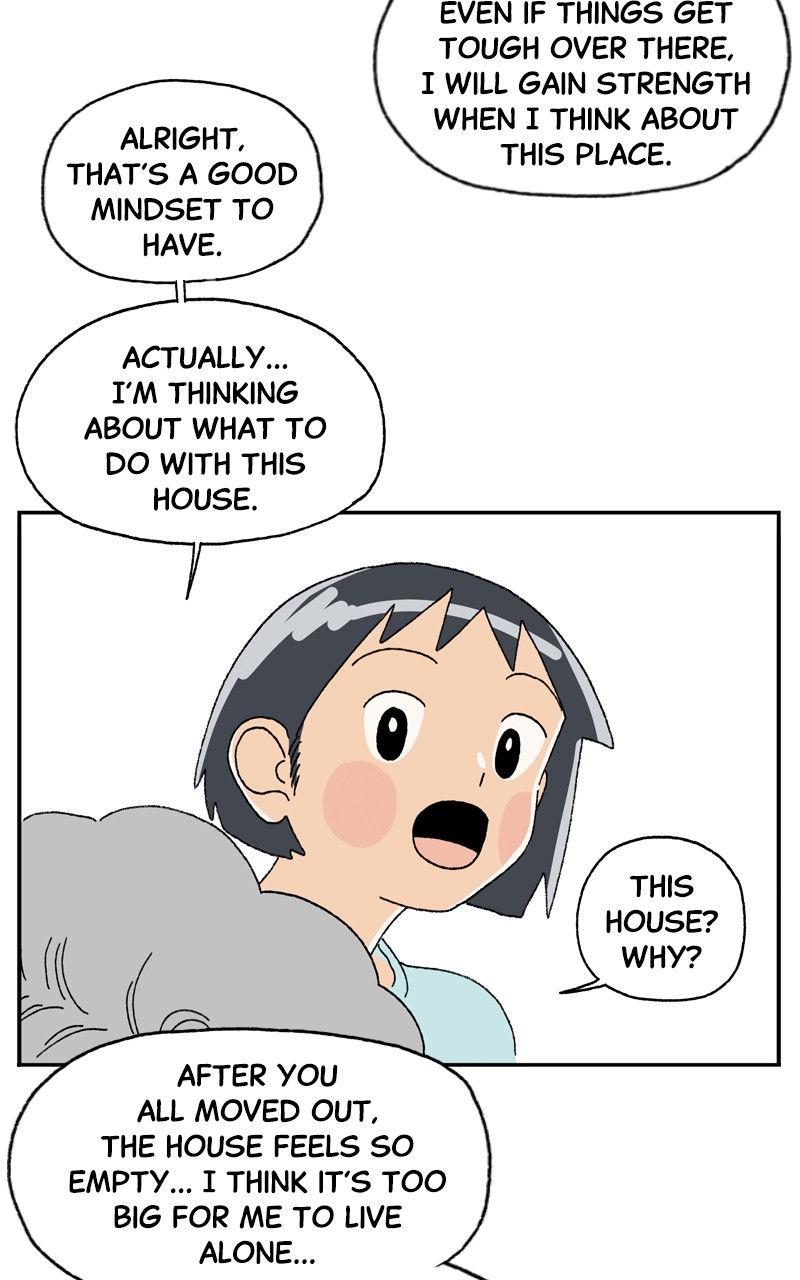 EVEN IF THINGS GET
TOUGH OVER THERE,
I WILL GAIN STRENGTH
WHEN I THINK ABOUT
THIS PLACE.
ALRIGHT,
THAT'S A GOOD
MINDSET TO
HAVE.
ACTUALLY...
I'M THINKING
ABOUT WHAT TO
DO WITH THIS
HOUSE.
THIS
HOUSE?
WHY?
AFTER YOU
ALL MOVED OUT,
THE HOUSE FEELS SO
EMPTY... I THINK IT'S TOO
BIG FOR ME TO LIVE
ALONE...